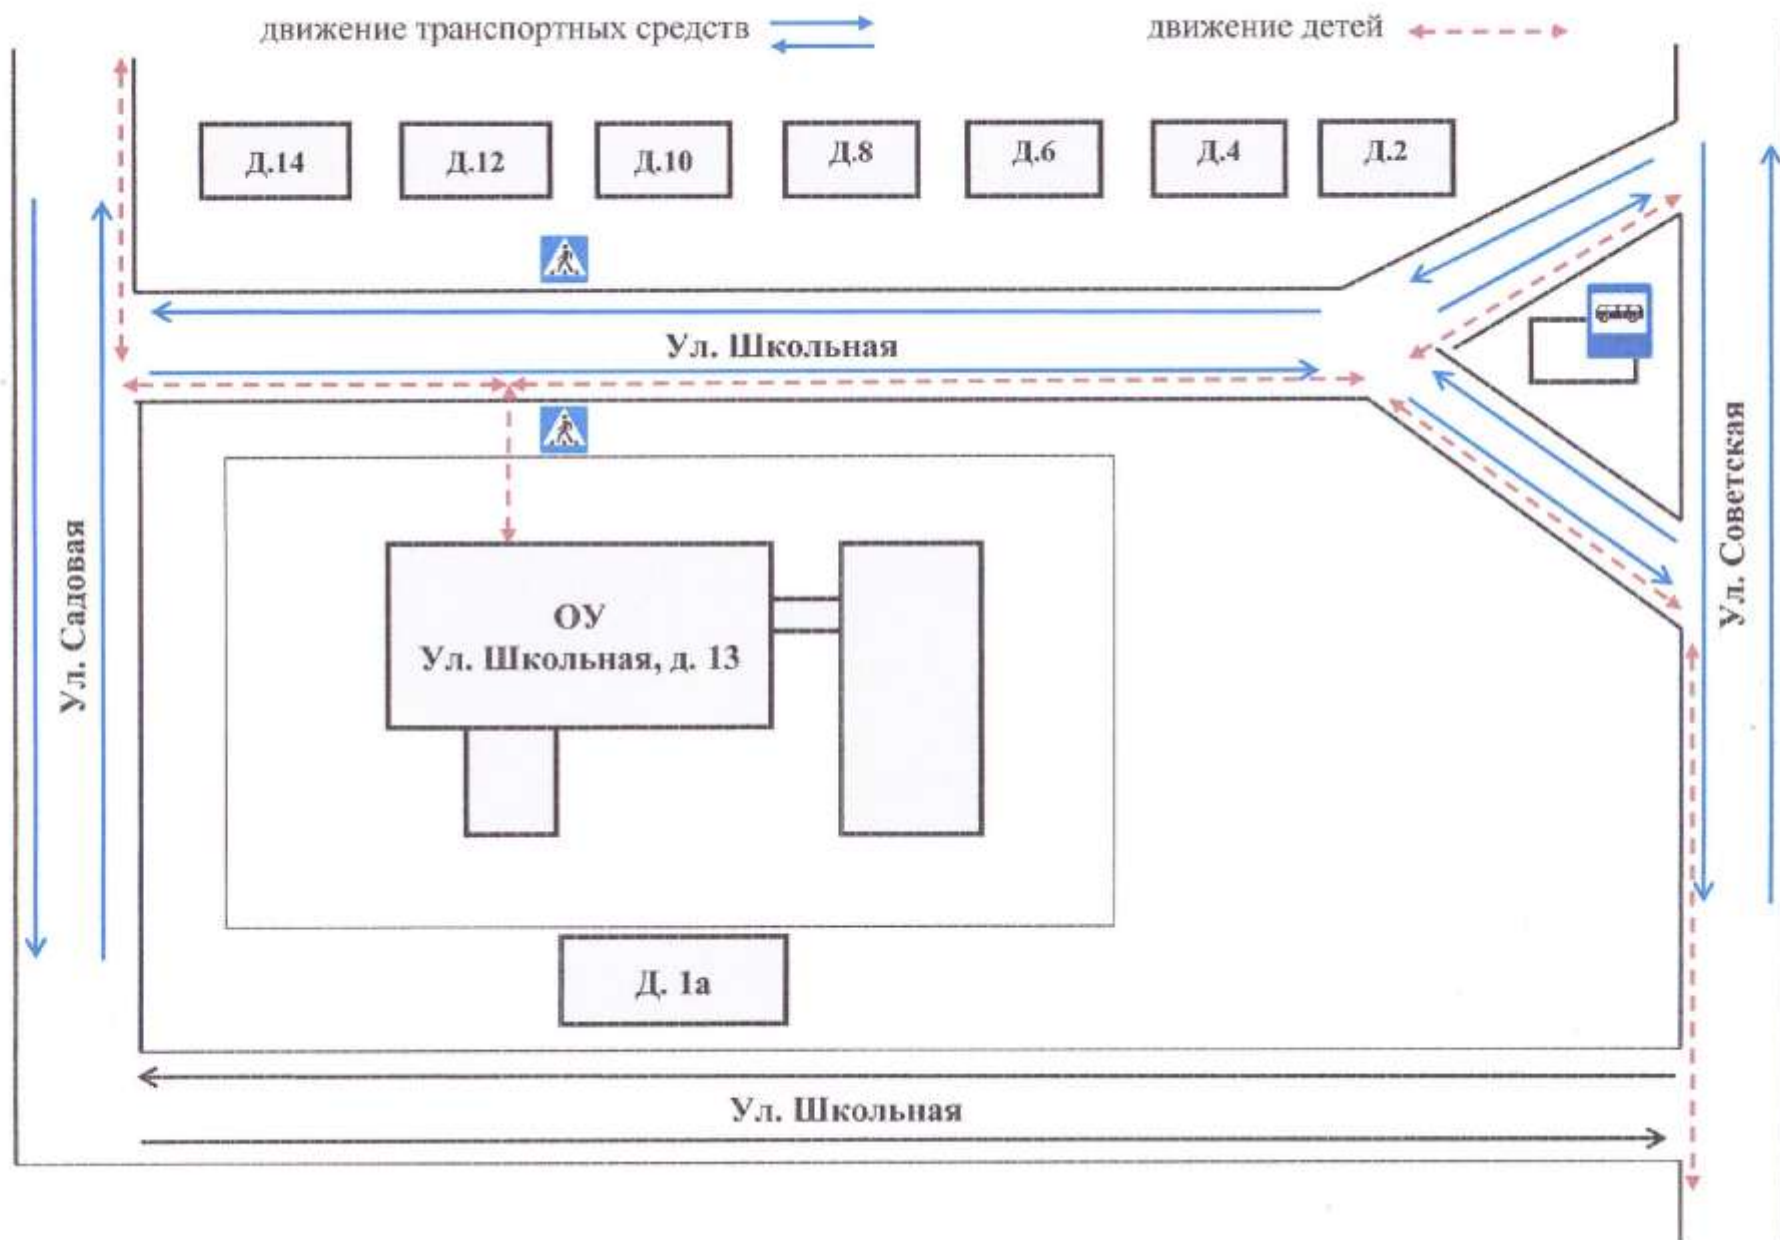 движение транспортных средств
движение детей
Д.14
Д.12
Д.10
Д.8
Д.6
Д.4
Д.2
Ул. Школьная
Ул. Садовая
Ул. Советская
ОУ
Ул. Школьная, д. 13
Д. 1а
Ул. Школьная